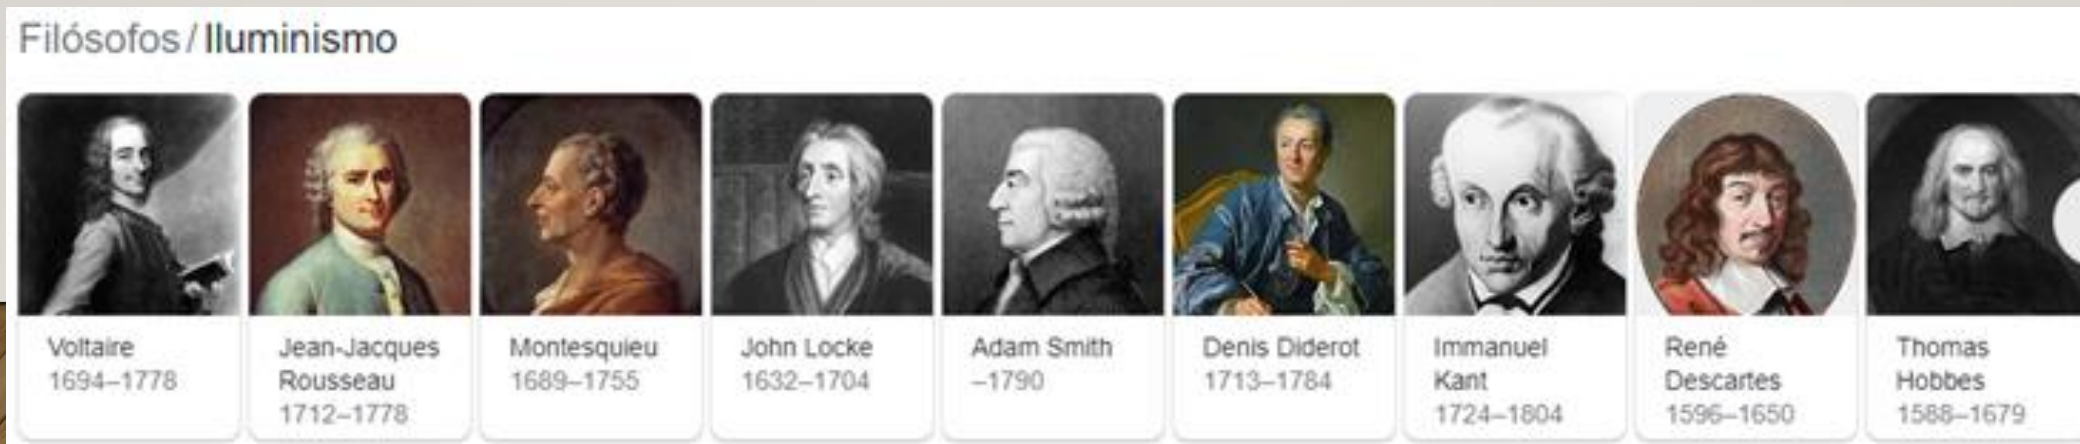 Filósofos / Iluminismo
Voltaire
1694–1778
Jean-Jacques
Rousseau
1712–1778
Montesquieu
1689–1755
John Locke
1632–1704
Adam Smith
–1790
Denis Diderot
1713–1784
Immanuel
Kant
1724–1804
René
Descartes
1596–1650
Thomas
Hobbes
1588–1679